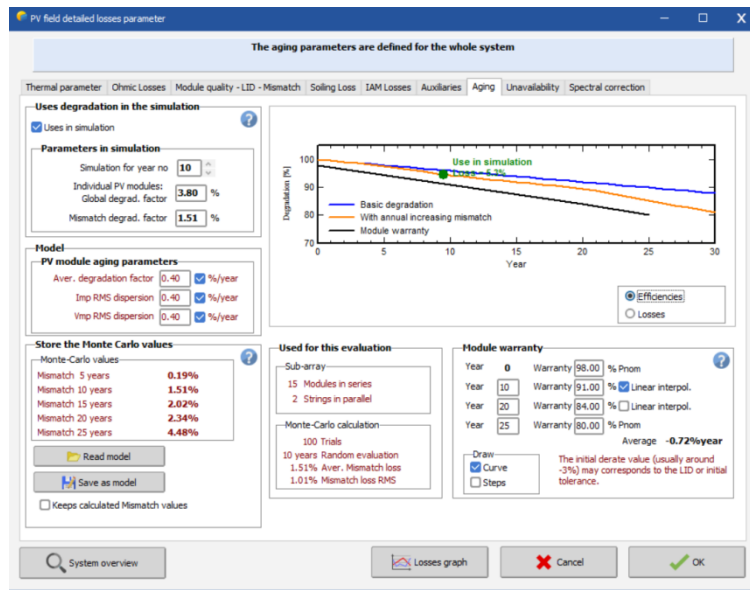 PV field detailed losses parameter
The aging parameters are defined for the whole system
Thermal parameter Ohmic Losses Module quality - LID - Mismatch Soiling Loss IAM Losses Auxiliaries Aging Unavailability Spectral correction
Uses degradation in the simulation
Uses in simulation
Parameters in simulation
Simulation for year no 10
Individual PV modules:
Global degrad. factor 3.80 %
Mismatch degrad. factor 1.51 %
Model
PV module aging parameters
Aver. degradation factor 0.40 %/year
Imp RMS dispersion 0.40 %/year
Vmp RMS dispersion 0.40 %/year
Degradation [%]
100
90
80
70
0 5 10 15 20 25 30
Year
Use in simulation
Basic degradation
With annual increasing mismatch
Module warranty
Efficiencies
Losses
Store the Monte Carlo values
Monte-Carlo values
Mismatch 5 years 0.19%
Mismatch 10 years 1.51%
Mismatch 15 years 2.02%
Mismatch 20 years 2.34%
Mismatch 25 years 4.48%
Read model
Save as model
Keeps calculated Mismatch values
Used for this evaluation
Sub-array
15 Modules in series
2 Strings in parallel
Monte-Carlo calculation
100 Trials
10 years Random evaluation
1.51% Aver. Mismatch loss
1.01% Mismatch loss RMS
Module warranty
Year 0 Warranty 98.00 % Pnom
Year 10 Warranty 91.00 % Linear interpol.
Year 20 Warranty 84.00 % Linear interpol.
Year 25 Warranty 80.00 % Pnom
Average -0.72%year
Draw
Curve
Steps
The initial derate value (usually around
-3%) may corresponds to the LID or initial
tolerance.
System overview
Losses graph
Cancel
OK